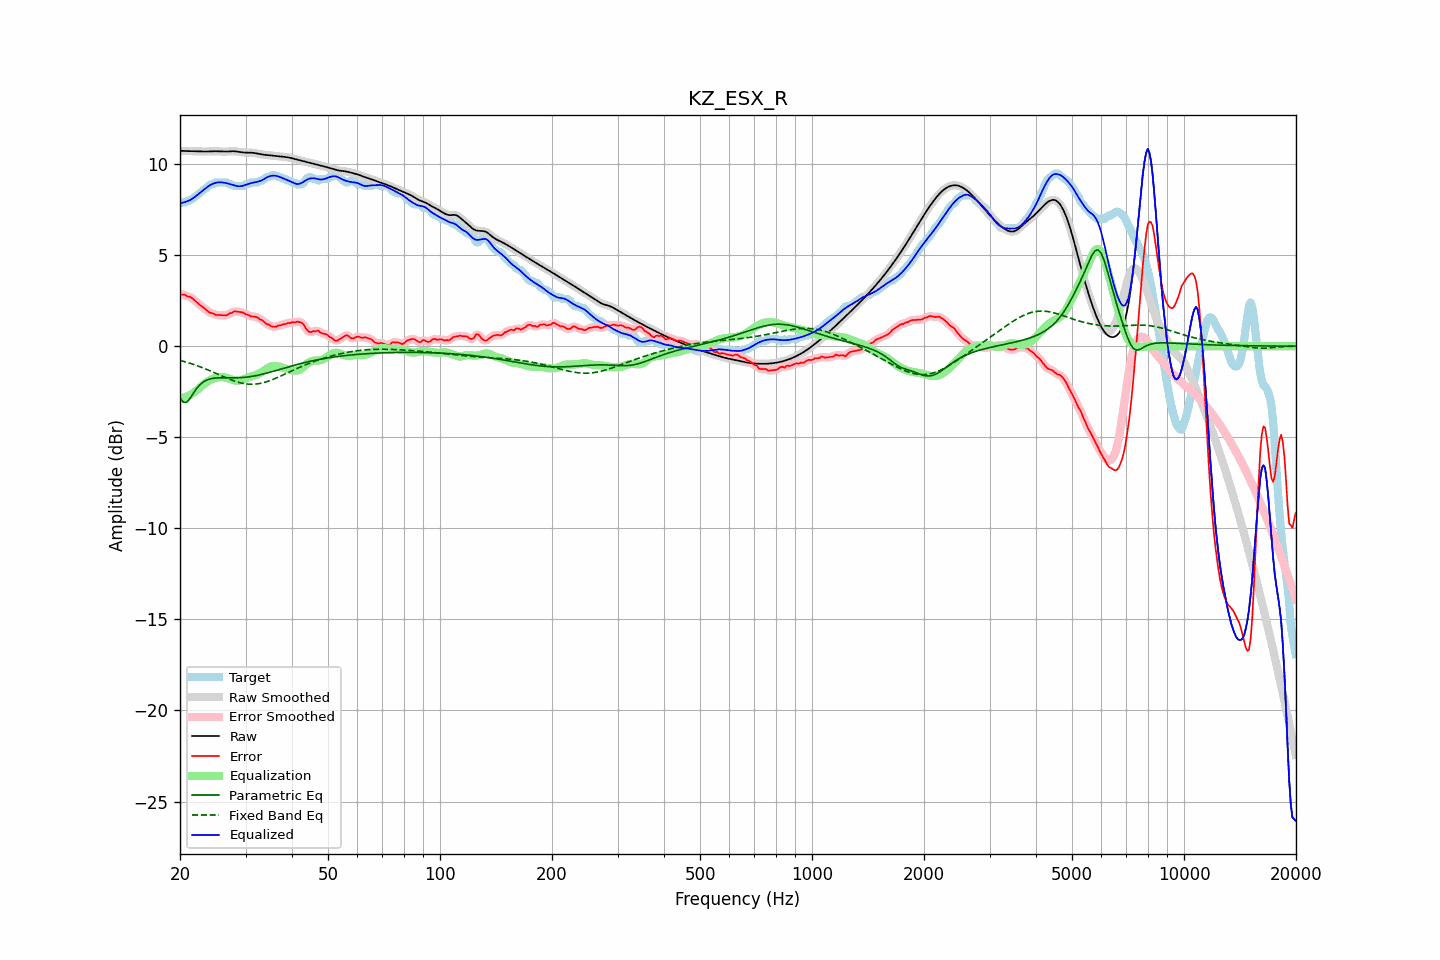 KZ_ESX_R
Amplitude (dBr)
10
5
0
−5
−10
−15
−20
−25
Target
Raw Smoothed
Error Smoothed
Raw
Error
Equalization
Parametric Eq
Fixed Band Eq
Equalized
20 50 100 200 500 1000 2000 5000 10000 20000
Frequency (Hz)